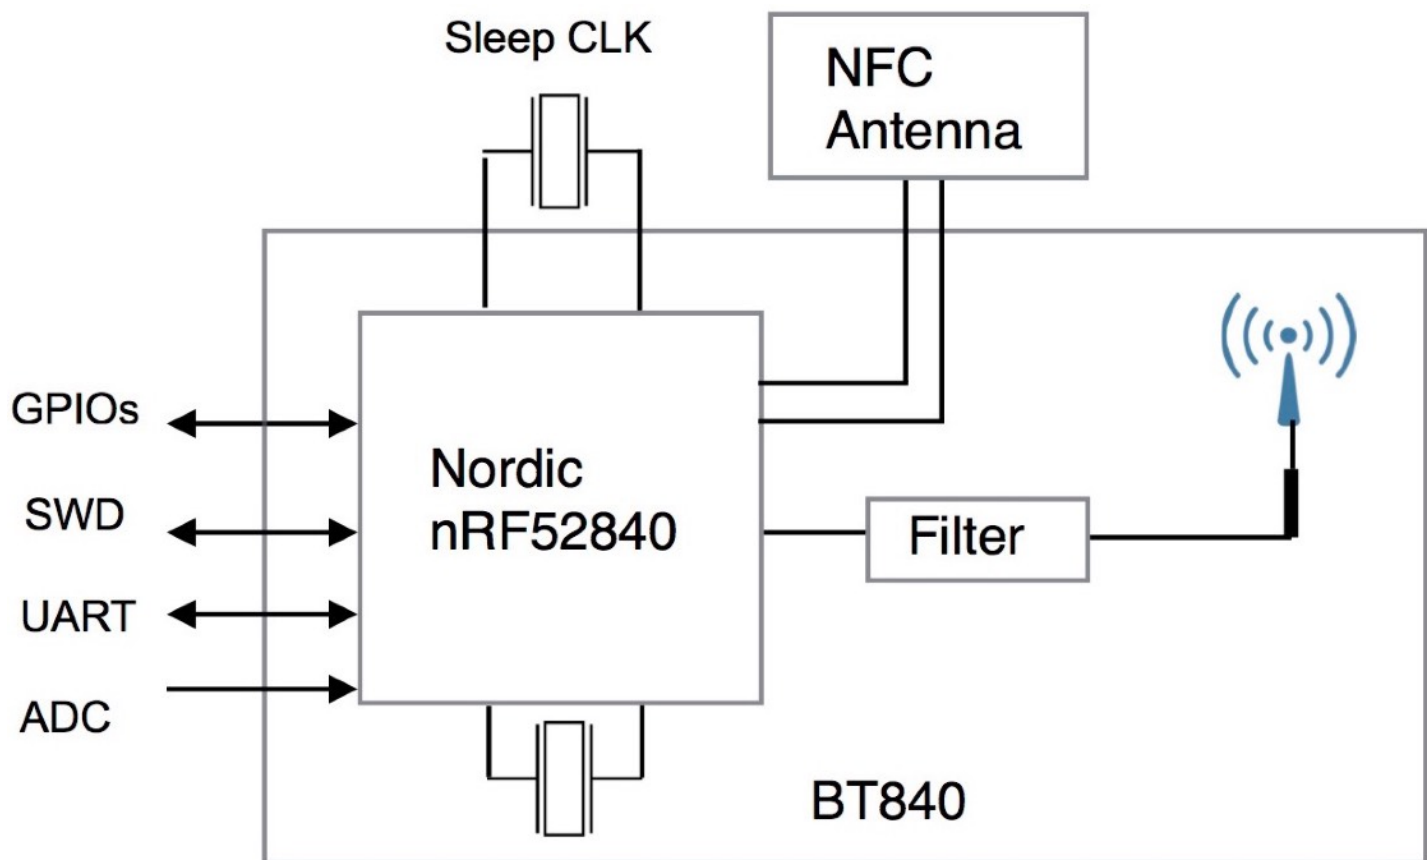 Sleep CLK
NFC
Antenna
GPIOs
SWD
UART
ADC
Nordic
nRF52840
Filter
BT840